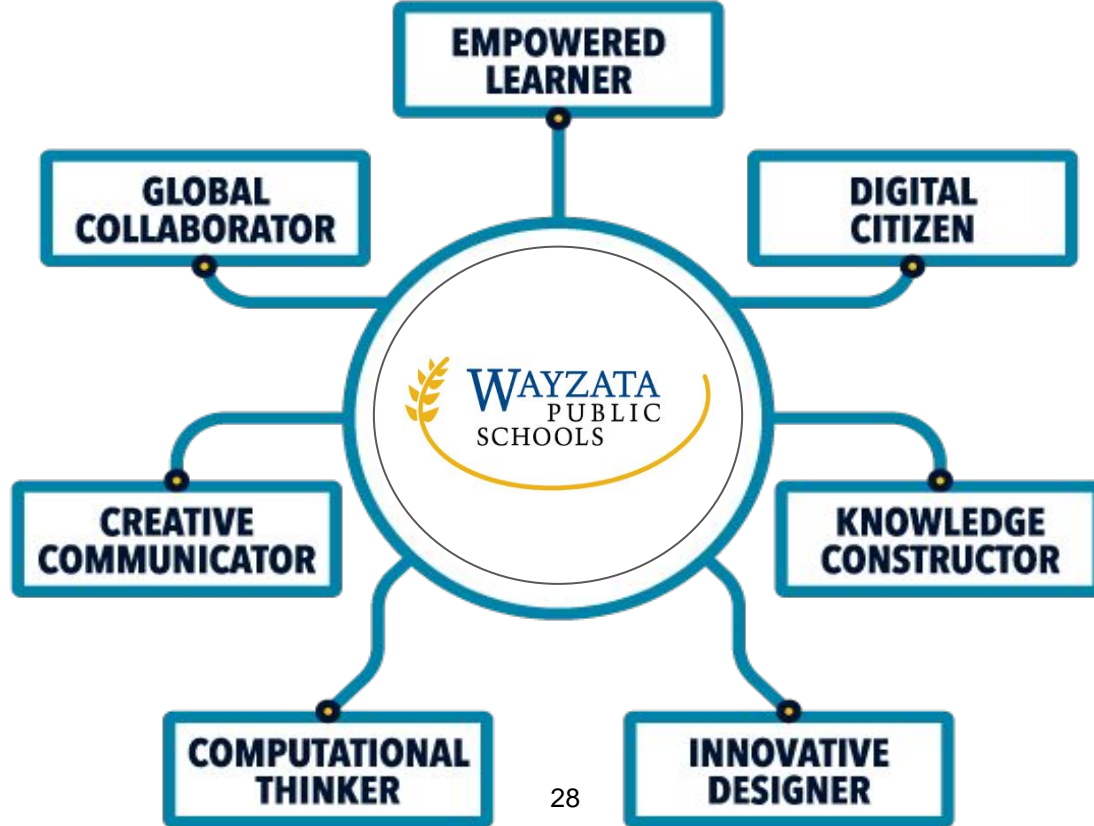 EMPOWERED
LEARNER
GLOBAL
COLLABORATOR
DIGITAL
CITIZEN
WAYZATA
PUBLIC
SCHOOLS
CREATIVE
COMMUNICATOR
KNOWLEDGE
CONSTRUCTOR
COMPUTATIONAL
THINKER
INNOVATIVE
DESIGNER
28